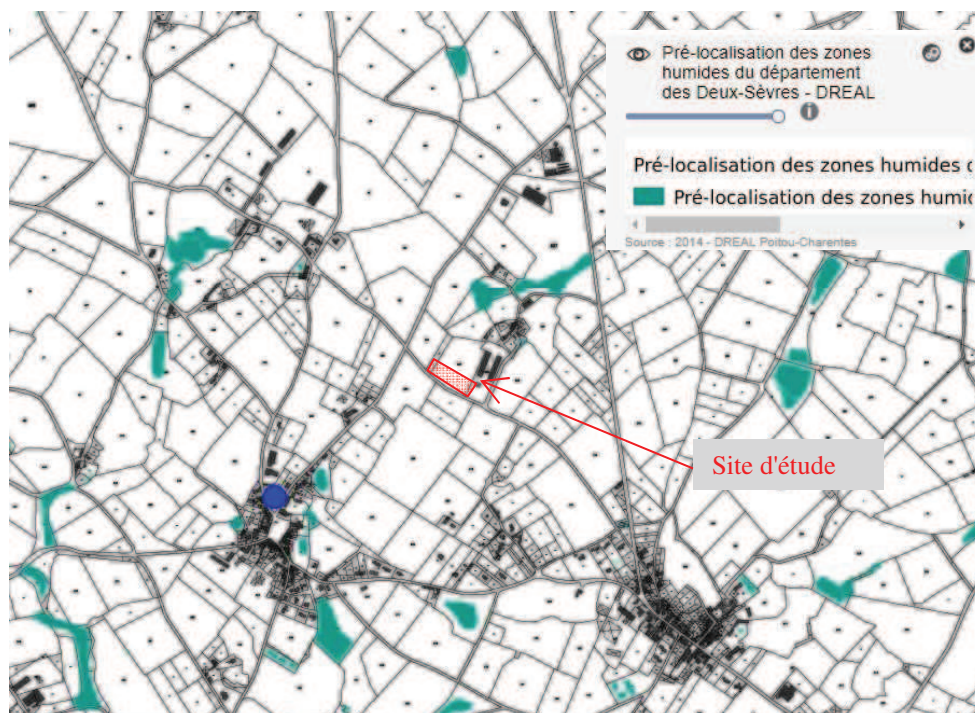 Pré-localisation des zones
humides du département
des Deux-Sèvres - DREAL
Pré-localisation des zones humides d
Pré-localisation des zones humid
Source : 2014 - DREAL Poitou-Charentes
Site d'étude